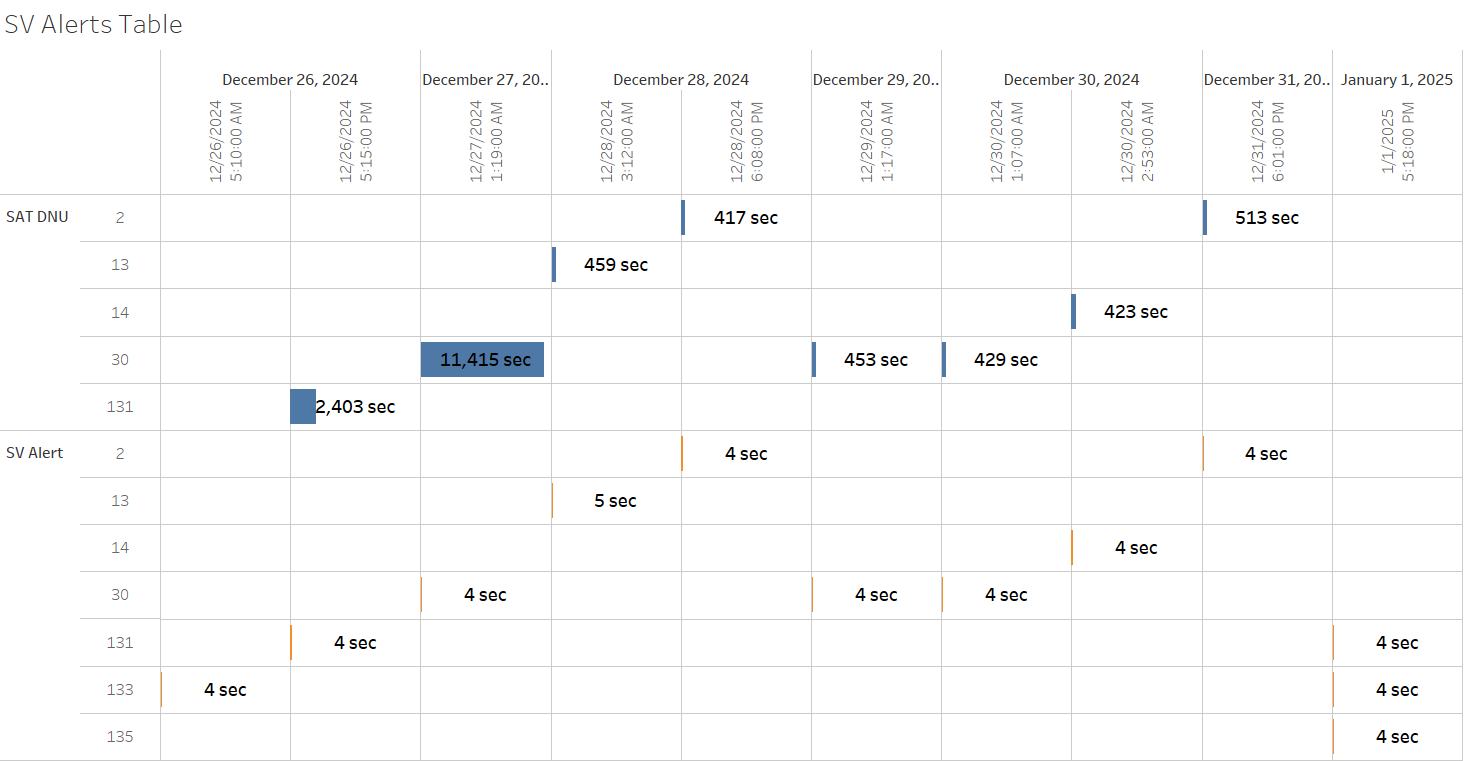 SV Alerts Table
December 26, 2024 December 27, 20.. December 28, 2024 December 29, 20.. December 30, 2024 December 31, 20.. January 1, 2025
12/26/2024
5:10:00 AM
12/26/2024
5:15:00 PM
12/27/2024
1:19:00 AM
12/28/2024
3:12:00 AM
12/28/2024
6:08:00 PM
12/29/2024
1:17:00 AM
12/30/2024
1:07:00 AM
12/30/2024
2:53:00 AM
12/31/2024
6:01:00 PM
1/1/2025
5:18:00 PM
SAT DNU 2 417 sec 513 sec
13 459 sec
14 423 sec
30 11,415 sec 453 sec 429 sec
131 2,403 sec
SV Alert 2 4 sec 4 sec
13 5 sec
14 4 sec
30 4 sec 4 sec 4 sec
131 4 sec 4 sec
133 4 sec 4 sec
135 4 sec